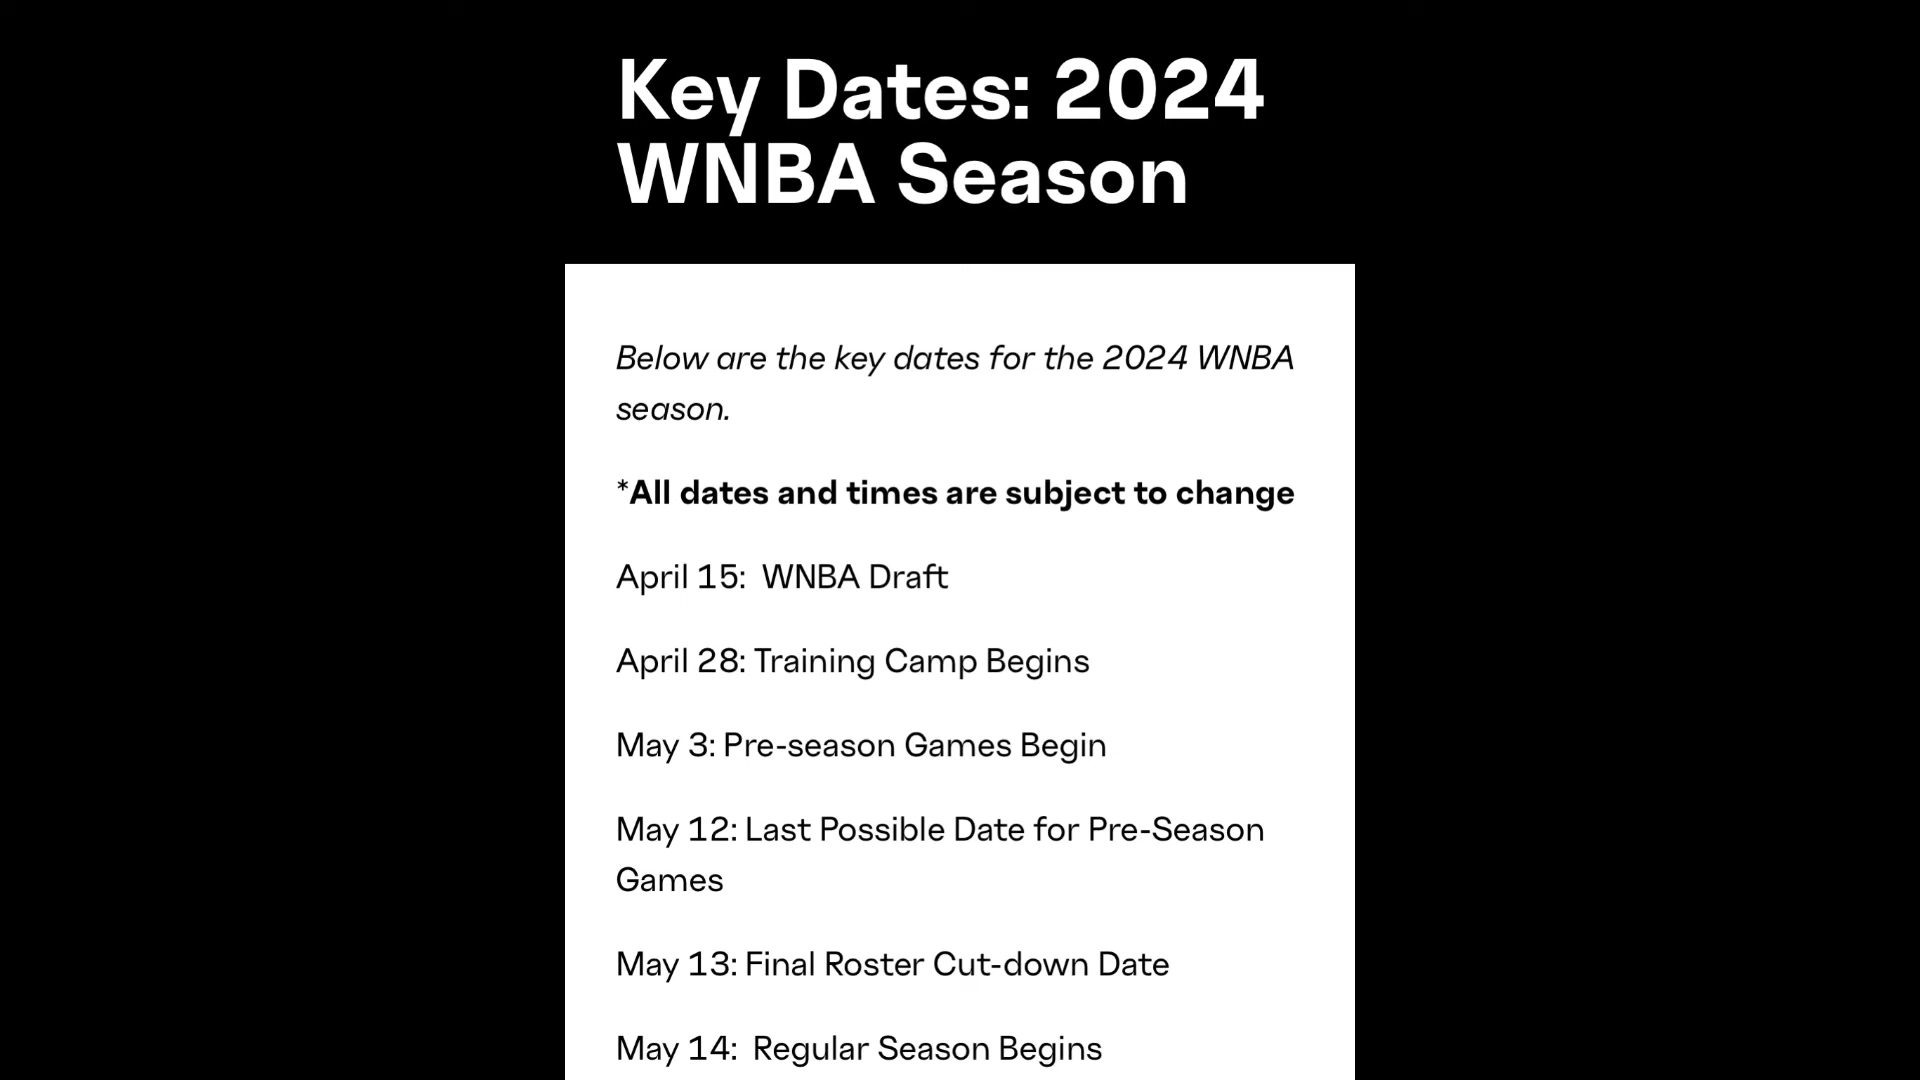 Key Dates: 2024
WNBA Season
Below are the key dates for the 2024 WNBA
season.
*All dates and times are subject to change
April 15:  WNBA Draft
April 28: Training Camp Begins
May 3: Pre-season Games Begin
May 12: Last Possible Date for Pre-Season
Games
May 13: Final Roster Cut-down Date
May 14:  Regular Season Begins